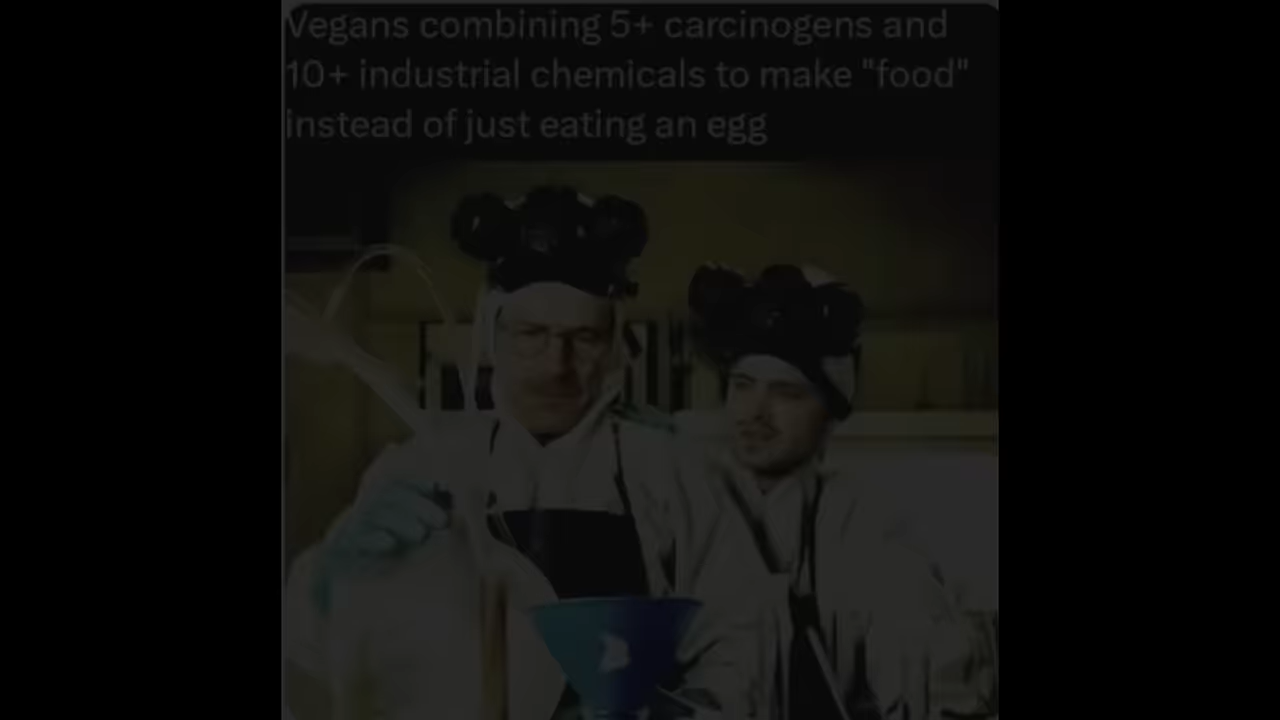 Vegans combining 5+ carcinogens and
10+ industrial chemicals to make "food"
instead of just eating an egg